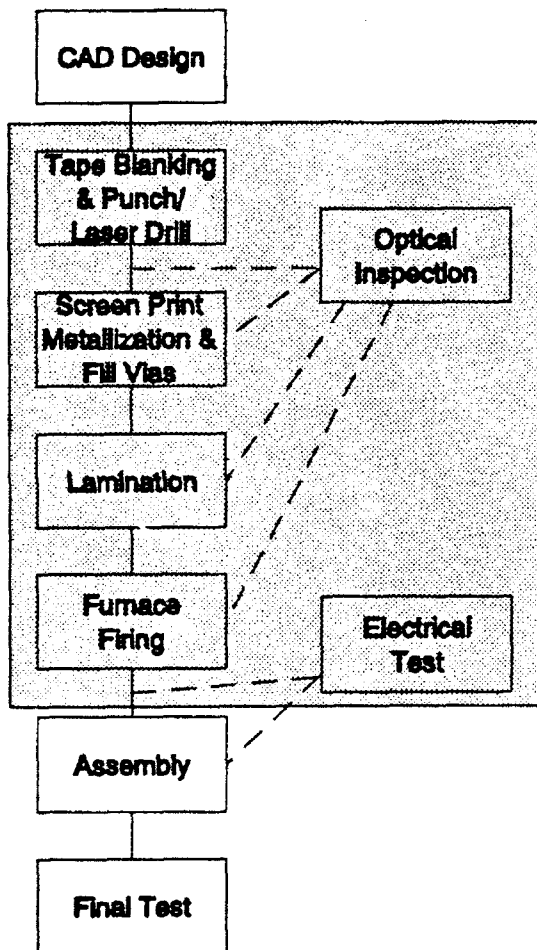 CAD Design
Tape Blanking
& Punch/
Laser Drill
Optical
Inspection
Screen Print
Metallization &
Fill Vias
Lamination
Furnace
Firing
Electrical
Test
Assembly
Final Test